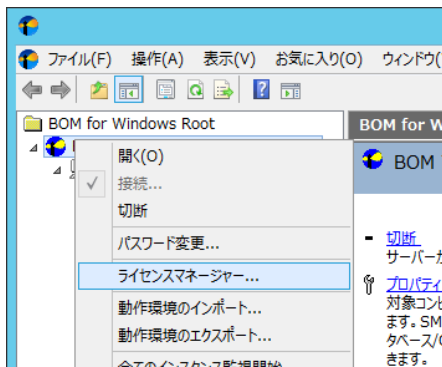 ファイル(F) 操作(A) 表示(V) お気に入り(O) ウィンドウ(
BOM for Windows Root
BOM for W
開く(O)
接続...
切断
パスワード変更...
ライセンスマネージャー...
動作環境のインポート...
動作環境のエクスポート...
BOM
切断
サーバーか
プロパティ
対象コンピ
ます。SM
タベース/
きます。